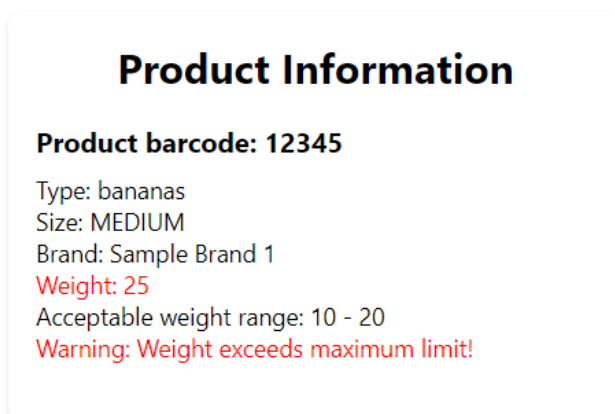 Product Information
Product barcode: 12345
Type: bananas
Size: MEDIUM
Brand: Sample Brand 1
Weight: 25
Acceptable weight range: 10 - 20
Warning: Weight exceeds maximum limit!